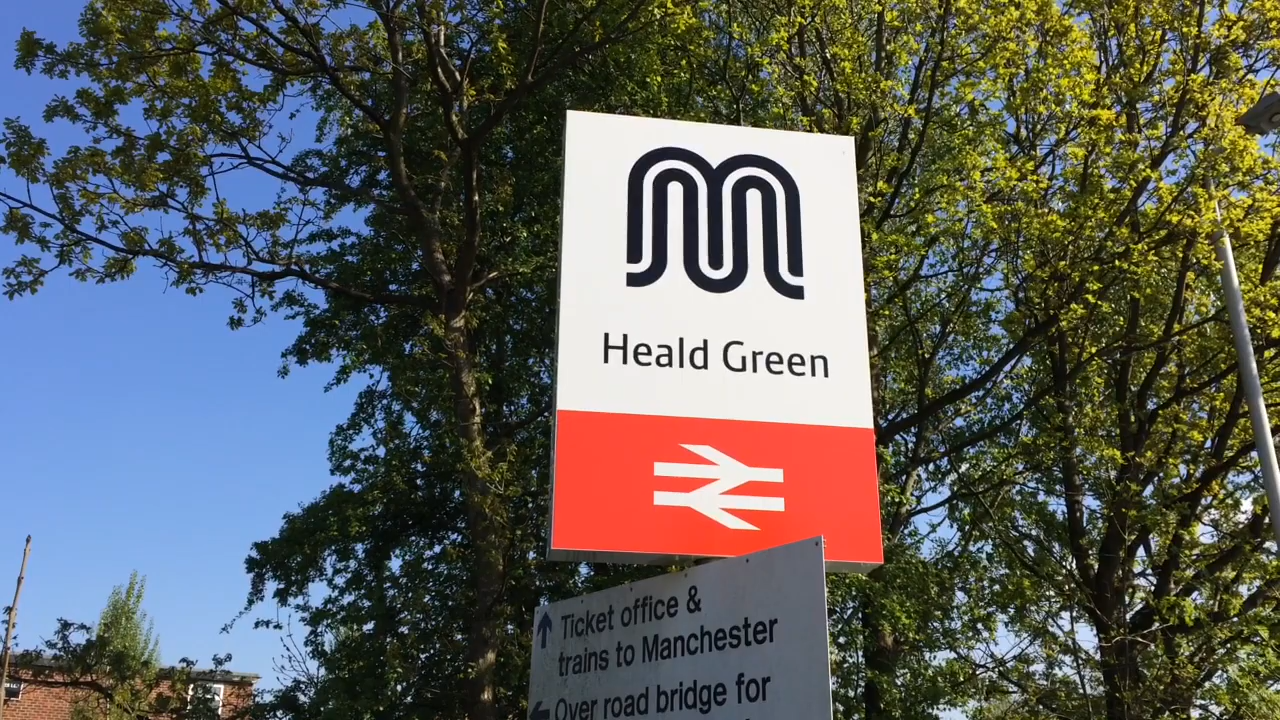 Heald Green
Ticket office &
trains to Manchester
Over road bridge for